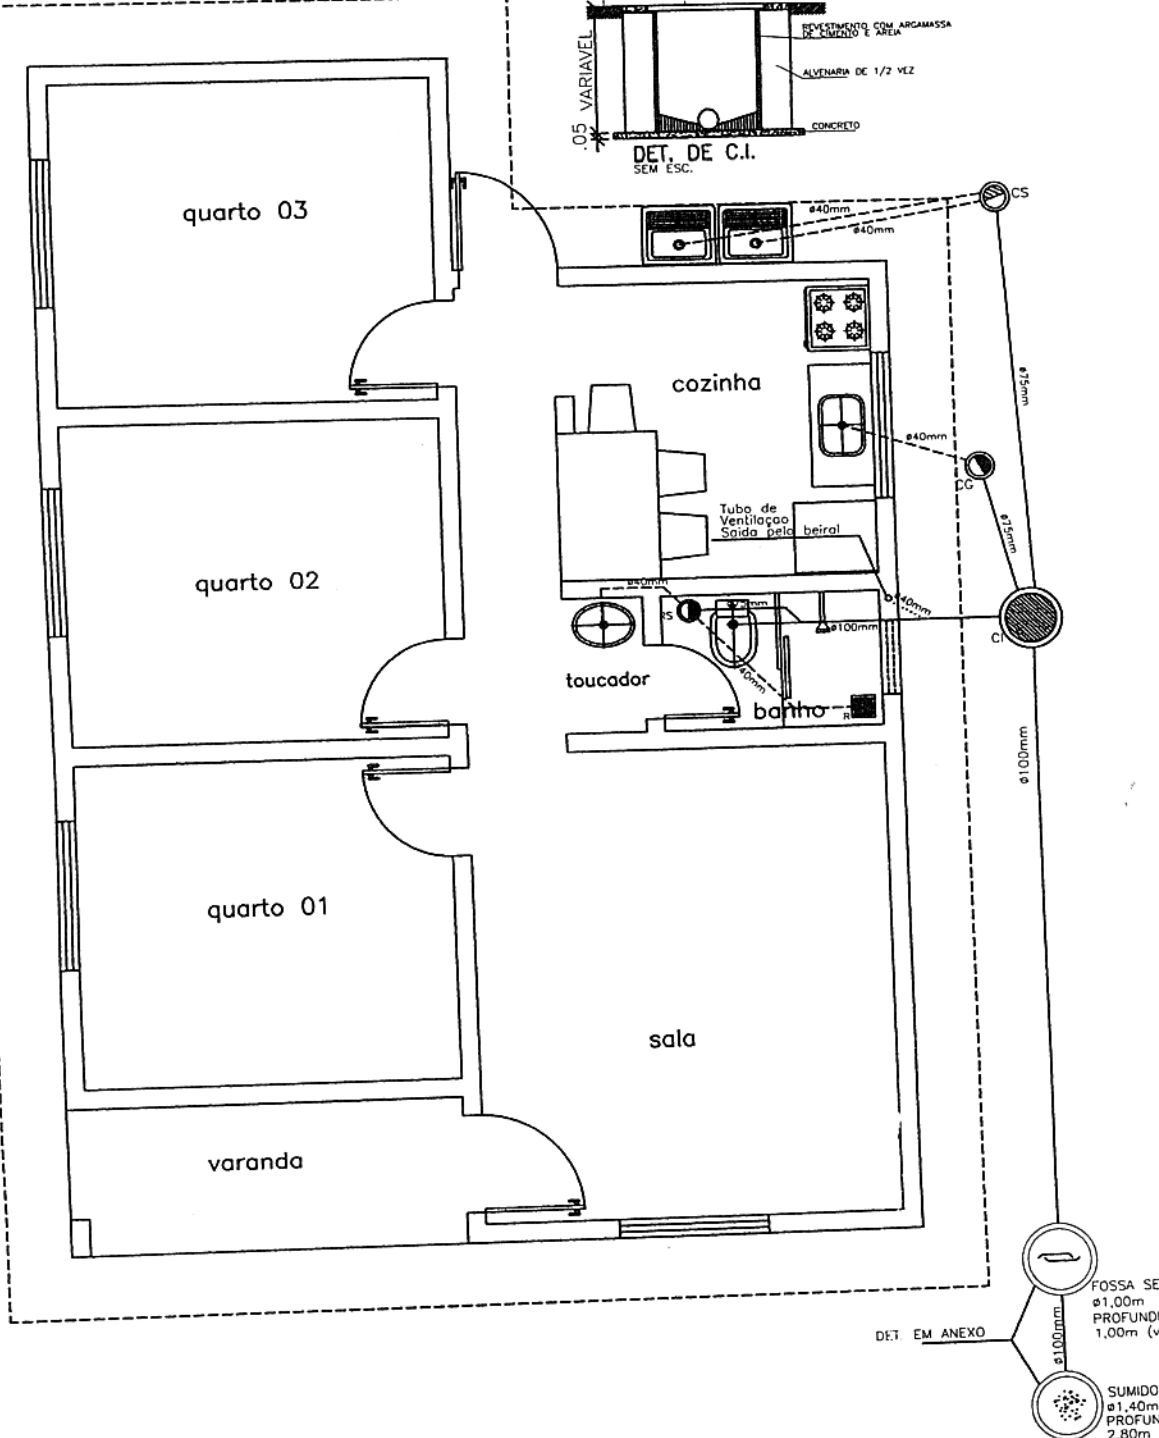 REVESTIMENTO COM ARGAMASSA
DE CIMENTO E AREIA
ALVENARIA DE 1/2 VEZ
CONCRETO
.05 VARIAVEL
DET. DE C.I.
SEM ESC.
quarto 03
ø40mm
ø40mm
CS
cozinha
ø75mm
ø40mm
CG
ø75mm
Tubo de
Ventilaçao
Saida pelo beiral
quarto 02
ø40mm
ø40mm
RS
ø100mm
CI
toucador
40mm
banho
R
ø100mm
quarto 01
sala
varanda
FOSSA SE
ø1,00m
PROFUNDI
1,00m (v
DET. EM ANEXO
ø100mm
SUMIDO
ø1,40m
PROFUN
2,80m